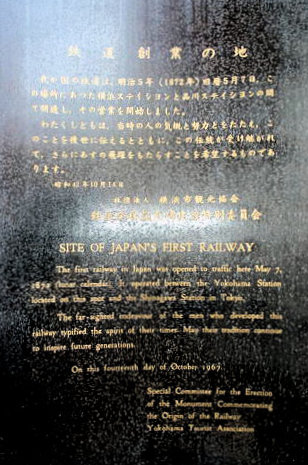 鉄道創業の地
我が国の鉄道は、明治5年（1872年）旧暦5月7日、こ
の場所にあった横浜ステイションと品川ステイションの間
で開通し、その営業を開始しました。
わたくしどもは、当時の人の気概と努力とをたたえ、こ
のことを後世に伝えるとともに、この伝統が受け継がれ
て、さらにあすの飛躍をもたらすことを希望するものであ
ります。
昭和42年10月14日
社団法人 横浜市観光協会
SITE OF JAPAN'S FIRST RAILWAY
The first railway in Japan was opened to traffic here May 7,
1872 (lunar calendar). It operated between the Yokohama Station
located on this spot and the Shinagawa Station in Tokyo.
The far-sighted endeavour of the men who developed this
railway typified the spirit of their times. May their tradition continue
to inspire future generations.
On this fourteenth day of October 1967.
Special Committee for the Erection
of the Monument Commemorating
the Origin of the Railway
Yokohama Tourist Association